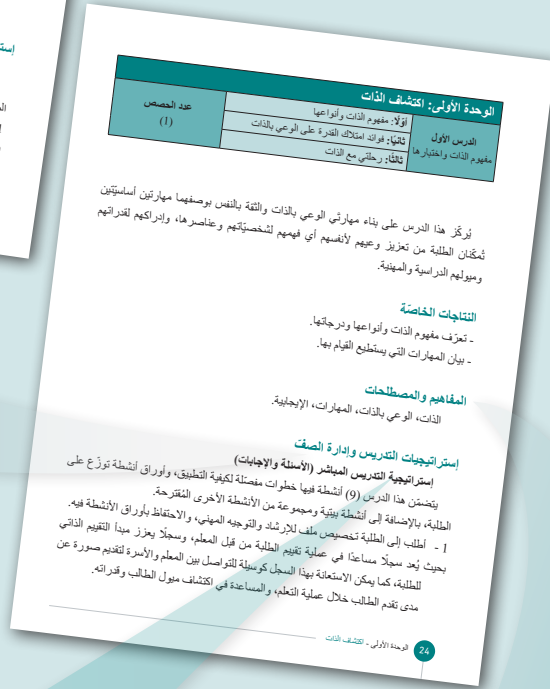 إستر
الوحدة الأولى: اكتشاف الذات
الدرس الأول
مفهوم الذات واختبارها
أوّلًا: مفهوم الذات وأنواعها
ثانيًا: فوائد امتلاك القدرة على الوعي بالذات
ثالثًا: رحلتي مع الذات
عدد الحصص
(1)
يُركّز هذا الدرس على بناء مهارتَي الوعي بالذات والثقة بالنفس بوصفهما مهارتين أساسيّتين
تُمكّنان الطلبة من تعزيز وعيهم لأنفسهم أي فهمهم لشخصيّاتهم وعناصرها، وإدراكهم لقدراتهم
وميولهم الدراسية والمهنية.
النتاجات الخاصّة
- تعرّف مفهوم الذات وأنواعها ودرجاتها.
- بيان المهارات التي يستطيع القيام بها.
المفاهيم والمصطلحات
الذات، الوعي بالذات، المهارات، الإيجابية.
إستراتيجيات التدريس وإدارة الصف
إستراتيجية التدريس المباشر (الأسئلة والإجابات)
يتضمّن هذا الدرس (9) أنشطة فيها خطوات مفصّلة لكيفية التطبيق، وأوراق أنشطة توزّع على
الطلبة، بالإضافة إلى أنشطة بيتية ومجموعة من الأنشطة الأخرى المُقترحة.
1 - أطلب إلى الطلبة تخصيص ملف للإرشاد والتوجيه المهني، والاحتفاظ بأوراق الأنشطة فيه.
بحيث يُعد سجلًا مساعدًا في عملية تقييم الطلبة من قبل المعلم، وسجلًا يعزز مبدأ التقييم الذاتي
للطلبة، كما يمكن الاستعانة بهذا السجل كوسيلة للتواصل بين المعلم والأسرة لتقديم صورة عن
مدى تقدم الطالب خلال عملية التعلم، والمساعدة في اكتشاف ميول الطالب وقدراته.
24 الوحدة الأولى - اكتشاف الذات